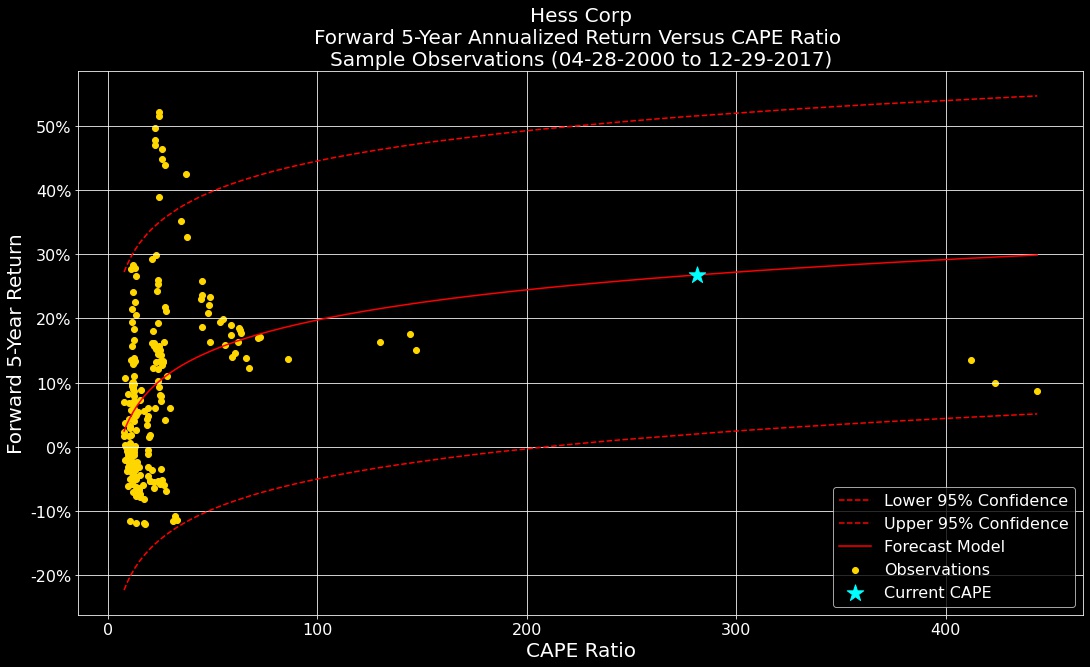 Hess Corp
Forward 5-Year Annualized Return Versus CAPE Ratio
Sample Observations (04-28-2000 to 12-29-2017)
Forward 5-Year Return
50%
40%
30%
20%
10%
0%
-10%
-20%
0 100 200 300 400
CAPE Ratio
Lower 95% Confidence
Upper 95% Confidence
Forecast Model
Observations
Current CAPE